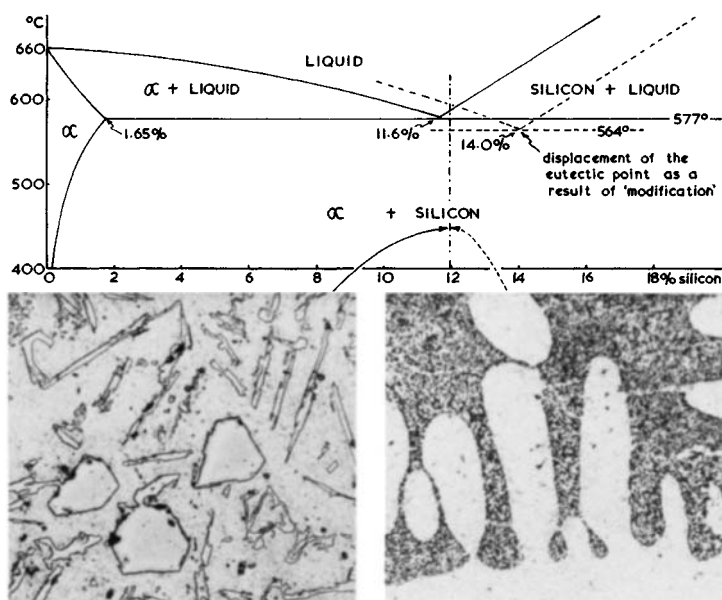 °C
660
600
500
400
LIQUID
α + LIQUID
SILICON + LIQUID
α
1.65%
11.6%
14.0%
577°
564°
displacement of the
eutectic point as a
result of 'modification'
α + SILICON
0 2 4 6 8 10 12 14 16 18% silicon